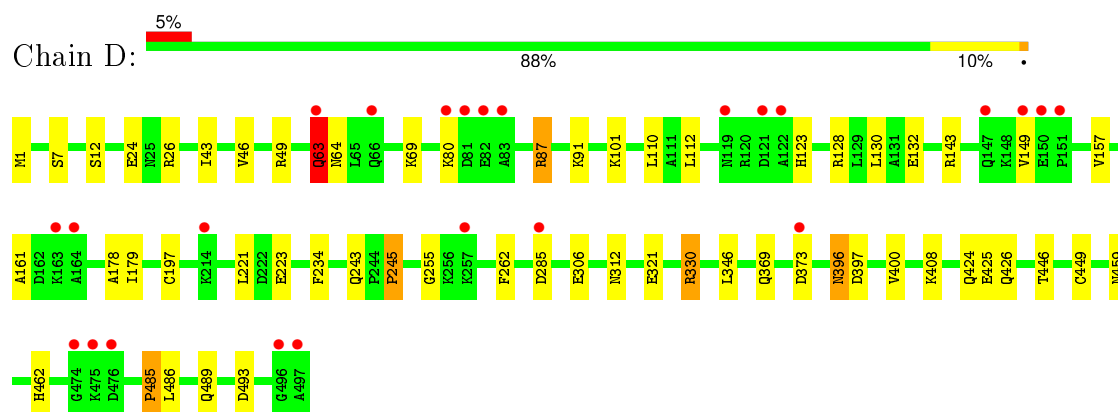 5%
Chain D:
88% 10% •
M1 S7 S12 E24 N25 R26 I43 V46 R49 Q63 N64 L65 Q66 K69 K80 D81 E82 A83 R87 K91 K101 L110 A111 L112 N119 R120 D121 A122 H123 R128 L129 L130 A131 E132 R143 Q147 K148 V149 E150 P151 V157
A161 D162 K163 A164 A178 I179 C197 K214 L221 D222 E223 F234 Q243 P244 P245 G255 K256 K257 F262 D285 E306 N312 E321 R330 L346 Q369 D373 N396 D397 V400 K408 Q424 E425 Q426 T446 C449 N459
H462 G474 K475 D476 P485 L486 Q489 D493 G496 A497